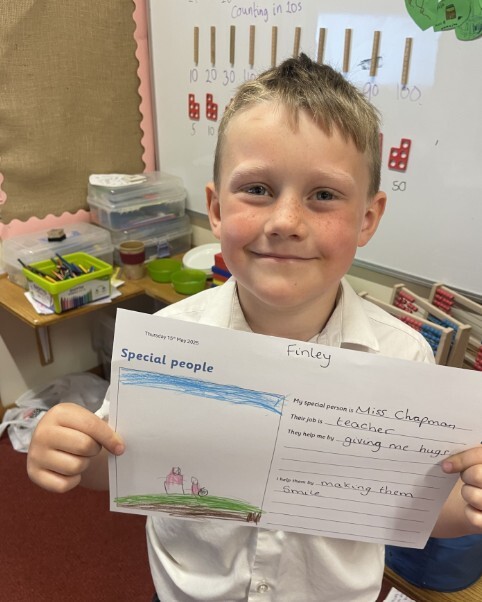 Counting in 10s
10 20 30
90 100
5 10
50
Thursday 15th May 2025
Finley
Special people
My special person is Miss Chapman
Their job is teacher
They help me by giving me hugs
I help them by making them
Smile